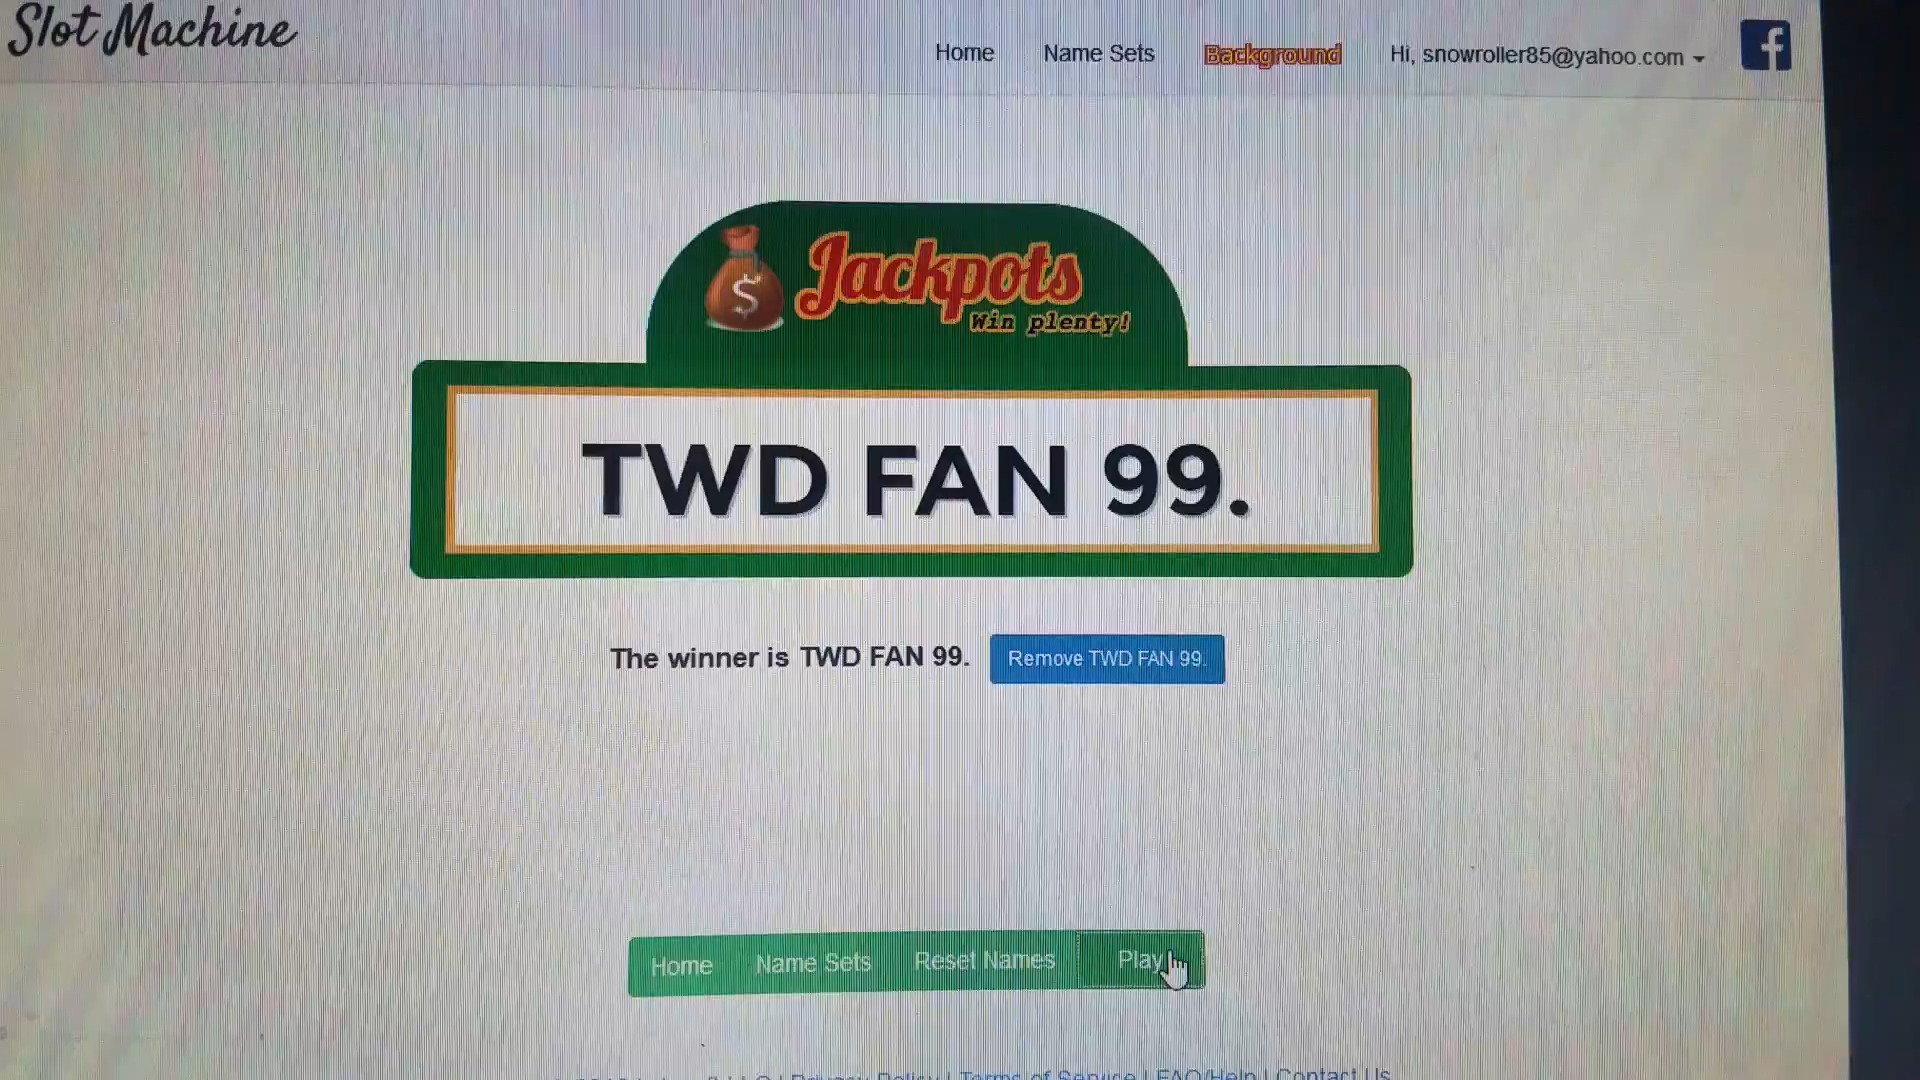 Slot Machine
Home Name Sets Background Hi, snowroller85@yahoo.com
f
$ Jackpots
Win plenty!
TWD FAN 99.
The winner is TWD FAN 99. Remove TWD FAN 99.
Home Name Sets Reset Names Play
| Privacy Policy | Terms of Service | FAQ/Help | Contact Us